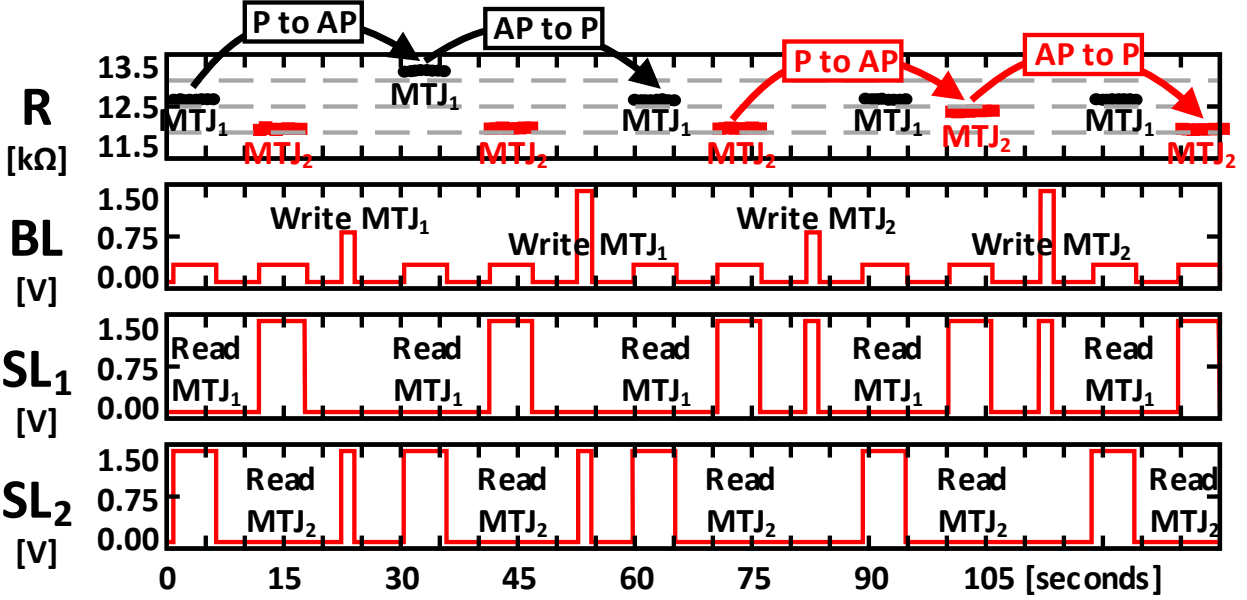 P to AP
AP to P
P to AP
AP to P
R
[kΩ]
13.5
12.5
11.5
MTJ₁
MTJ₂
MTJ₁
MTJ₂
MTJ₁
MTJ₂
MTJ₁
MTJ₂
MTJ₁
MTJ₂
BL
[V]
1.50
0.75
0.00
Write MTJ₁
Write MTJ₁
Write MTJ₂
Write MTJ₂
SL₁
[V]
1.50
0.75
0.00
Read
MTJ₁
Read
MTJ₁
Read
MTJ₁
Read
MTJ₁
Read
MTJ₁
SL₂
[V]
1.50
0.75
0.00
Read
MTJ₂
Read
MTJ₂
Read
MTJ₂
Read
MTJ₂
Read
MTJ₂
0 15 30 45 60 75 90 105 [seconds]